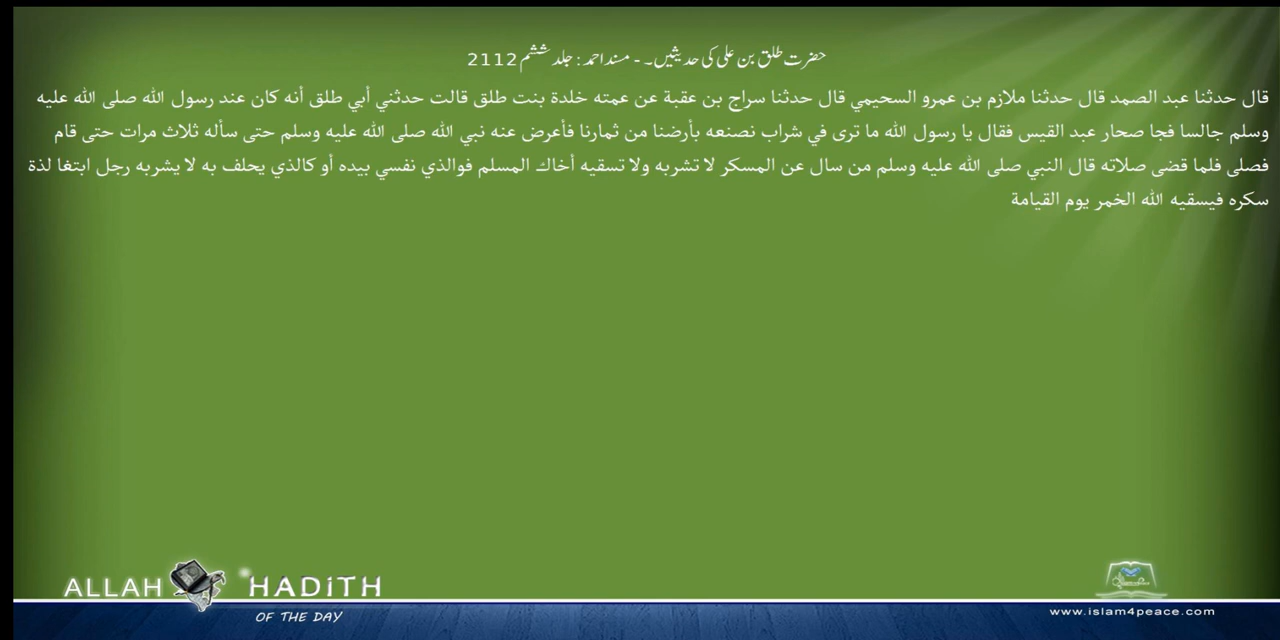 حضرت طلق بن علی کی حدیثیں۔ - مسند احمد : جلد ششم 2112
قال حدثنا عبد الصمد قال حدثنا ملازم بن عمرو السحيمي قال حدثنا سراج بن عقبة عن عمته خلدة بنت طلق قالت حدثني أبي طلق أنه كان عند رسول الله صلى الله عليه
وسلم جالسا فجا صحار عبد القيس فقال يا رسول الله ما ترى في شراب نصنعه بأرضنا من ثمارنا فأعرض عنه نبي الله صلى الله عليه وسلم حتى سأله ثلاث مرات حتى قام
فصلى فلما قضى صلاته قال النبي صلى الله عليه وسلم من سال عن المسكر لا تشربه ولا تسقيه أخاك المسلم فوالذي نفسي بيده أو كالذي يحلف به لا يشربه رجل ابتغا لذة
سكره فيسقيه الله الخمر يوم القيامة
ALLAH HADITH
OF THE DAY
www.islam4peace.com